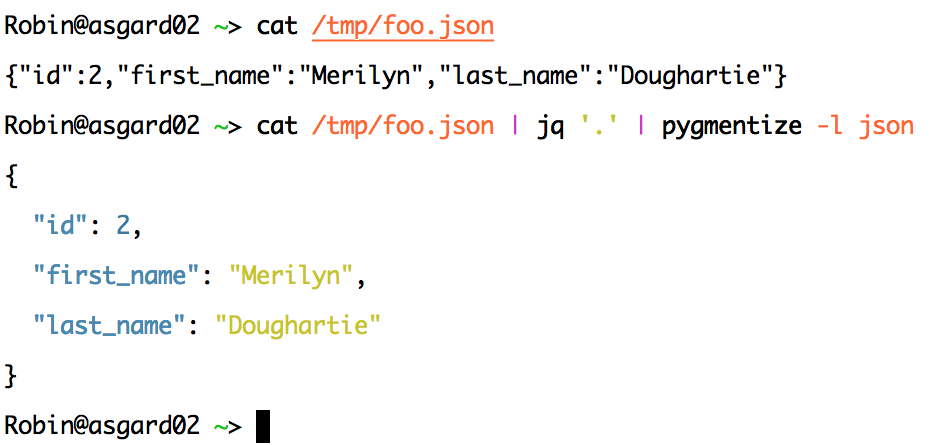 Robin@asgard02 ~> cat /tmp/foo.json
{"id":2,"first_name":"Merilyn","last_name":"Doughartie"}
Robin@asgard02 ~> cat /tmp/foo.json | jq '.' | pygmentize -l json
{
  "id": 2,
  "first_name": "Merilyn",
  "last_name": "Doughartie"
}
Robin@asgard02 ~>